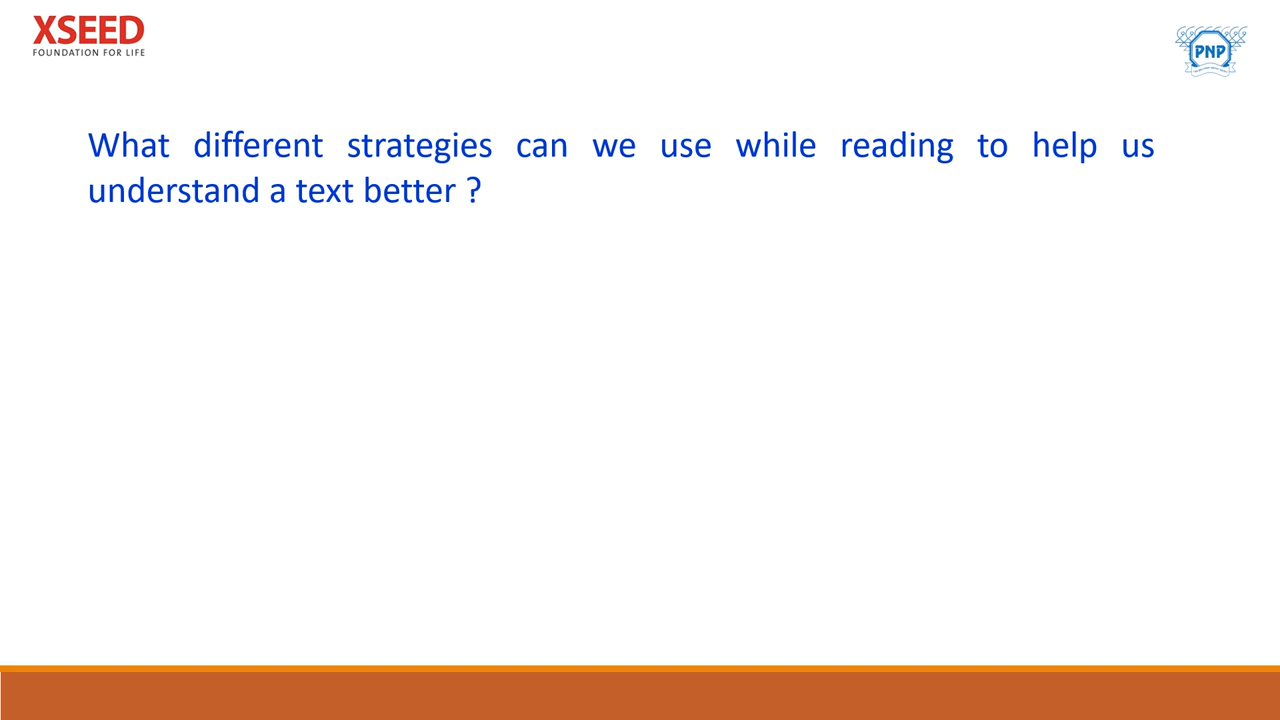 XSEED
FOUNDATION FOR LIFE
PNP
What different strategies can we use while reading to help us
understand a text better ?